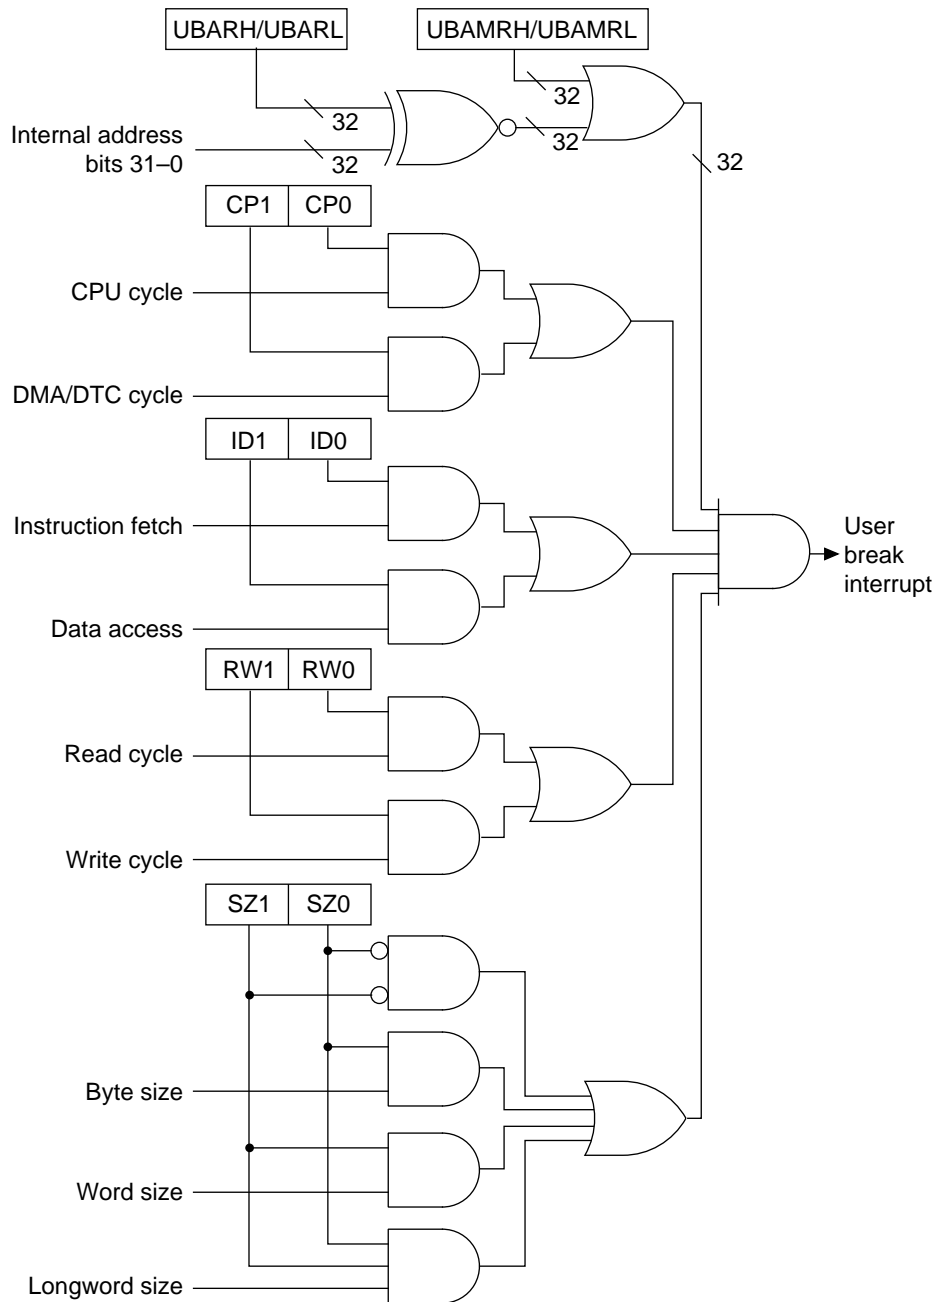 UBARH/UBARL
UBAMRH/UBAMRL
32
32
Internal address
bits 31–0
32
32
32
CP1
CP0
CPU cycle
DMA/DTC cycle
ID1
ID0
Instruction fetch
Data access
User
break
interrupt
RW1
RW0
Read cycle
Write cycle
SZ1
SZ0
Byte size
Word size
Longword size